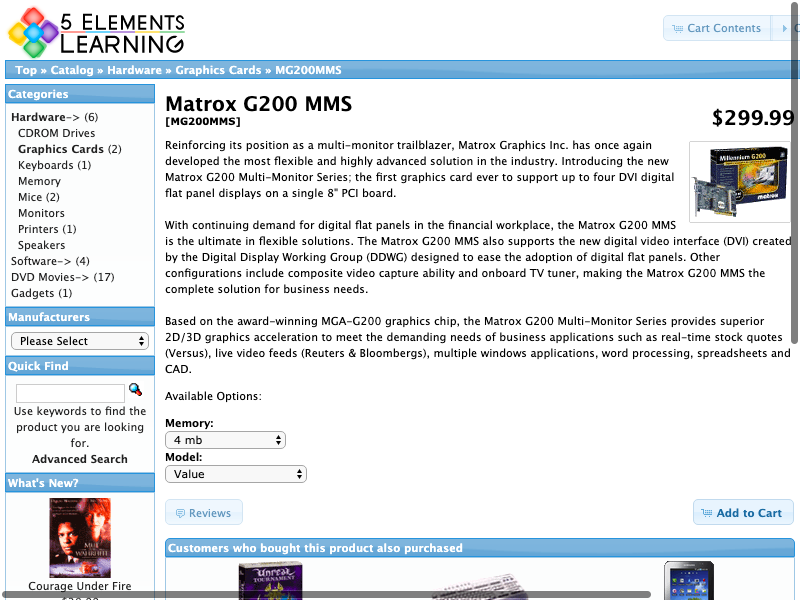 5 ELEMENTS
LEARNING
Cart Contents
Top » Catalog » Hardware » Graphics Cards » MG200MMS
Categories
Hardware-> (6)
CDROM Drives
Graphics Cards (2)
Keyboards (1)
Memory
Mice (2)
Monitors
Printers (1)
Speakers
Software-> (4)
DVD Movies-> (17)
Gadgets (1)
Manufacturers
Please Select
Quick Find
Use keywords to find the
product you are looking
for.
Advanced Search
What's New?
Courage Under Fire
Matrox G200 MMS
[MG200MMS]
$299.99
Reinforcing its position as a multi-monitor trailblazer, Matrox Graphics Inc. has once again
developed the most flexible and highly advanced solution in the industry. Introducing the new
Matrox G200 Multi-Monitor Series; the first graphics card ever to support up to four DVI digital
flat panel displays on a single 8" PCI board.
Millennium G200
With continuing demand for digital flat panels in the financial workplace, the Matrox G200 MMS
is the ultimate in flexible solutions. The Matrox G200 MMS also supports the new digital video interface (DVI) created
by the Digital Display Working Group (DDWG) designed to ease the adoption of digital flat panels. Other
configurations include composite video capture ability and onboard TV tuner, making the Matrox G200 MMS the
complete solution for business needs.
Based on the award-winning MGA-G200 graphics chip, the Matrox G200 Multi-Monitor Series provides superior
2D/3D graphics acceleration to meet the demanding needs of business applications such as real-time stock quotes
(Versus), live video feeds (Reuters & Bloombergs), multiple windows applications, word processing, spreadsheets and
CAD.
Available Options:
Memory:
4 mb
Model:
Value
Reviews
Add to Cart
Customers who bought this product also purchased
Unreal
TOURNAMENT